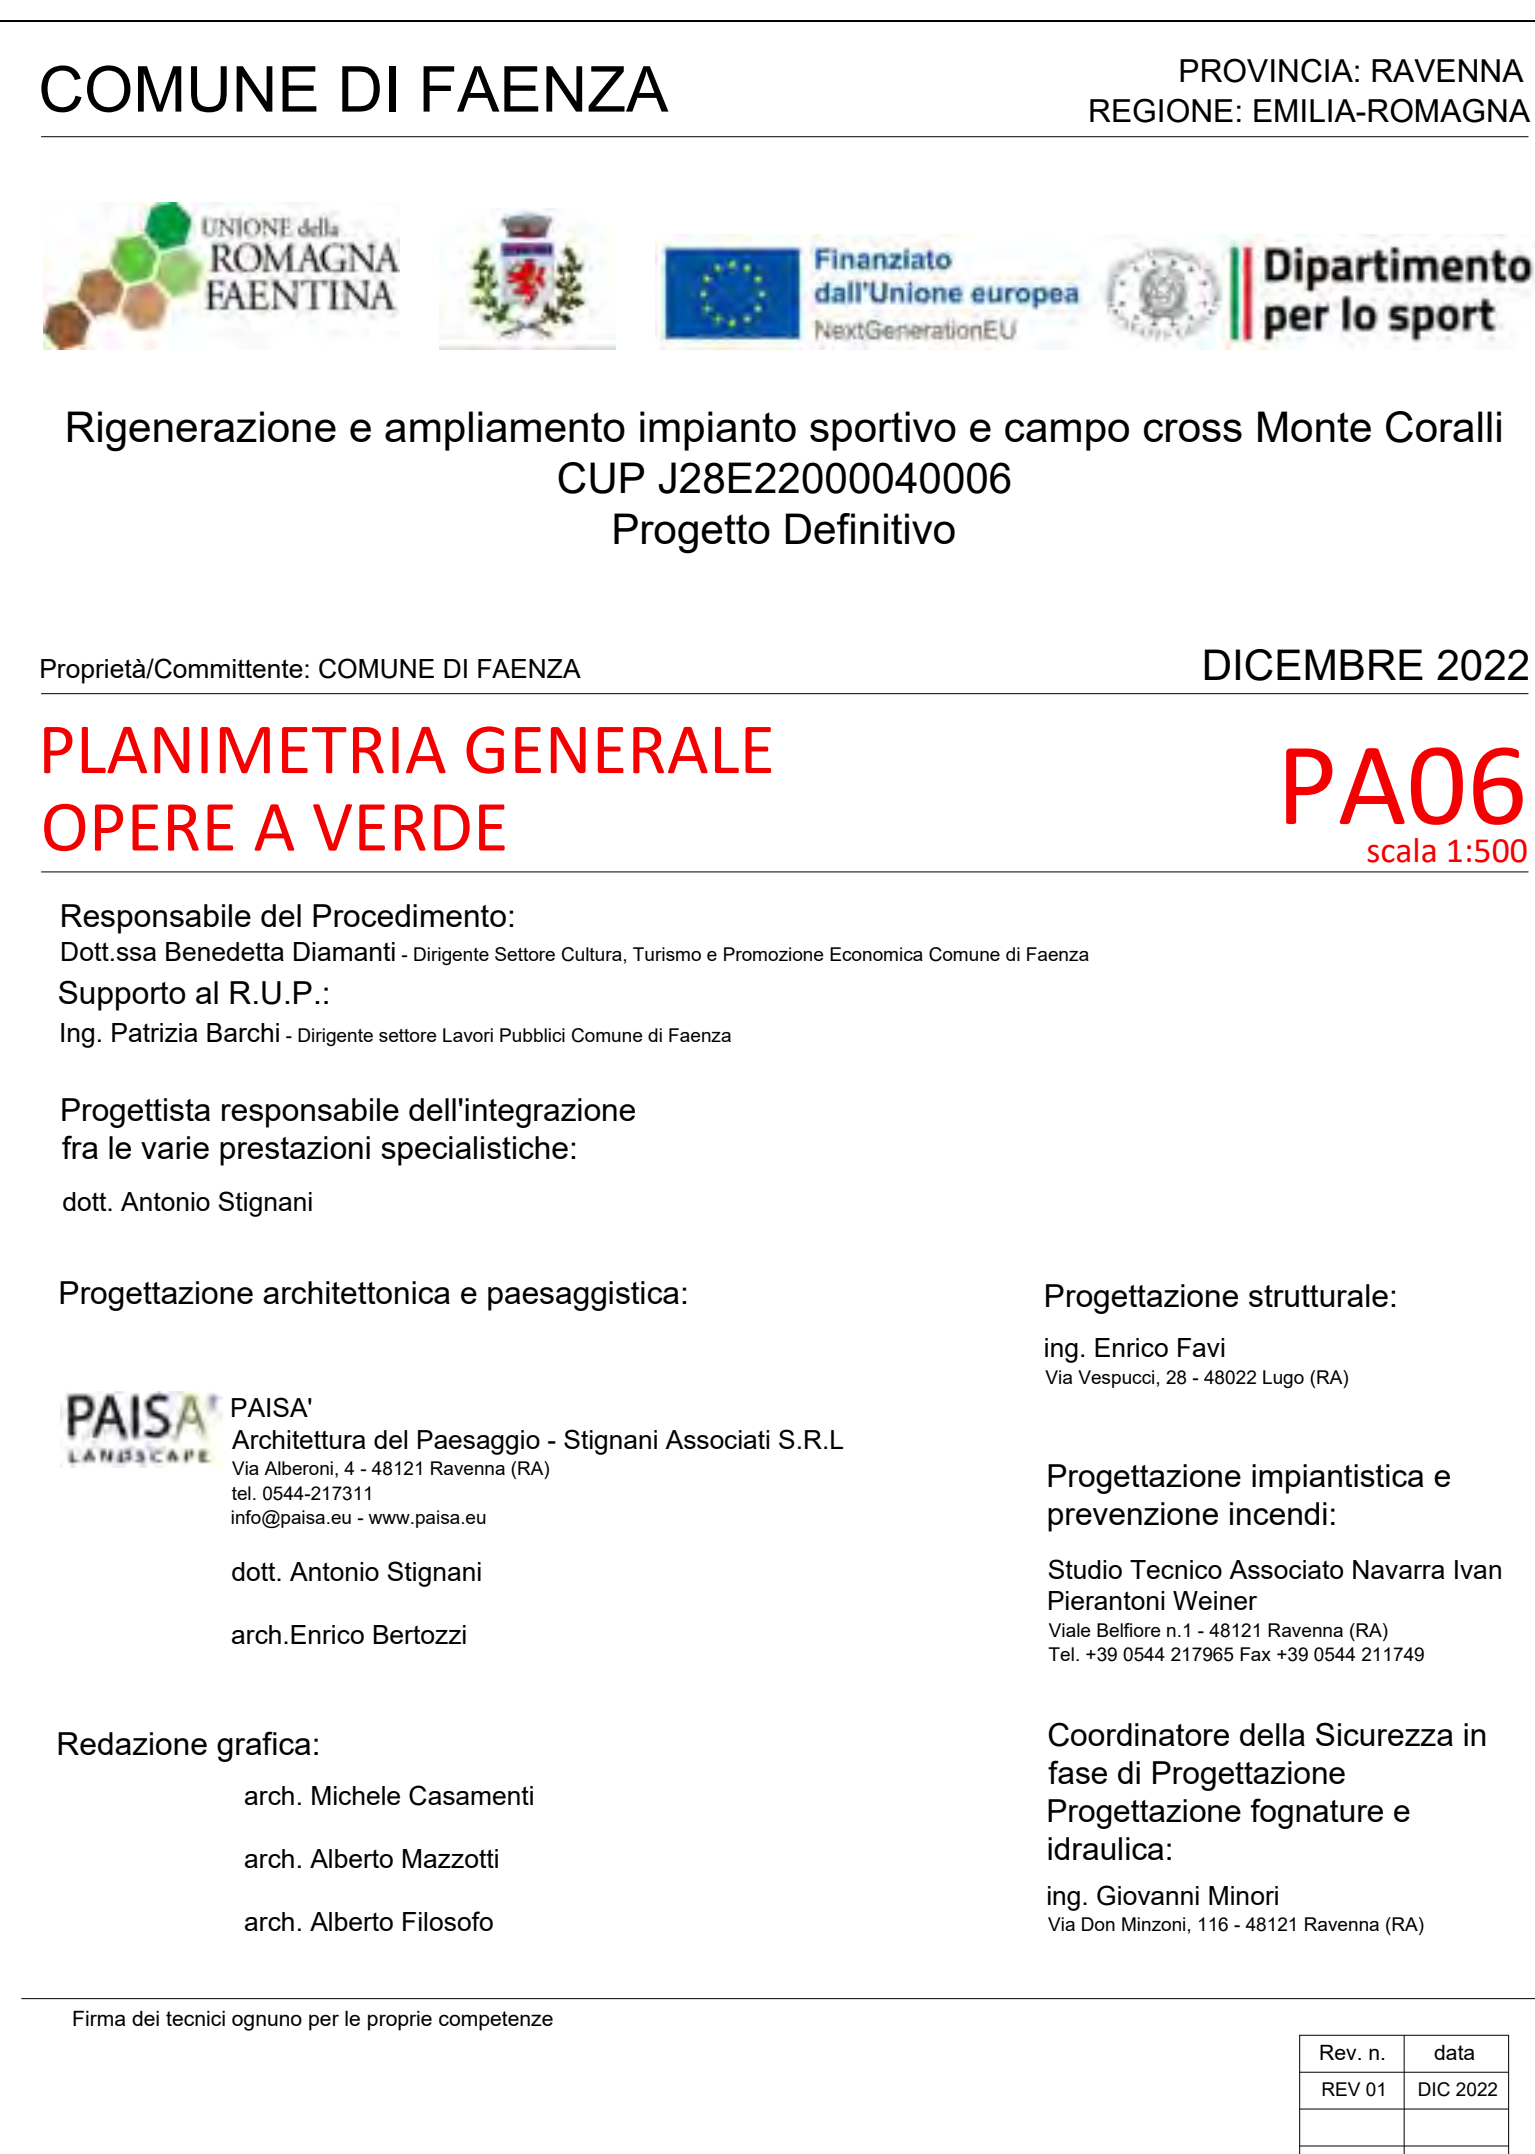 COMUNE DI FAENZA
PROVINCIA: RAVENNA
REGIONE: EMILIA-ROMAGNA
UNIONE della
ROMAGNA
FAENTINA
Finanziato
dall'Unione europea
NextGenerationEU
Dipartimento
per lo sport
Rigenerazione e ampliamento impianto sportivo e campo cross Monte Coralli
CUP J28E22000040006
Progetto Definitivo
Proprietà/Committente: COMUNE DI FAENZA
DICEMBRE 2022
PLANIMETRIA GENERALE
OPERE A VERDE
PA06
scala 1:500
Responsabile del Procedimento:
Dott.ssa Benedetta Diamanti - Dirigente Settore Cultura, Turismo e Promozione Economica Comune di Faenza
Supporto al R.U.P.:
Ing. Patrizia Barchi - Dirigente settore Lavori Pubblici Comune di Faenza
Progettista responsabile dell'integrazione
fra le varie prestazioni specialistiche:
dott. Antonio Stignani
Progettazione architettonica e paesaggistica:
PAISA'
LANDSCAPE
PAISA'
Architettura del Paesaggio - Stignani Associati S.R.L
Via Alberoni, 4 - 48121 Ravenna (RA)
tel. 0544-217311
info@paisa.eu - www.paisa.eu
dott. Antonio Stignani
arch.Enrico Bertozzi
Redazione grafica:
arch. Michele Casamenti
arch. Alberto Mazzotti
arch. Alberto Filosofo
Progettazione strutturale:
ing. Enrico Favi
Via Vespucci, 28 - 48022 Lugo (RA)
Progettazione impiantistica e
prevenzione incendi:
Studio Tecnico Associato Navarra Ivan
Pierantoni Weiner
Viale Belfiore n.1 - 48121 Ravenna (RA)
Tel. +39 0544 217965 Fax +39 0544 211749
Coordinatore della Sicurezza in
fase di Progettazione
Progettazione fognature e
idraulica:
ing. Giovanni Minori
Via Don Minzoni, 116 - 48121 Ravenna (RA)
Firma dei tecnici ognuno per le proprie competenze
Rev. n. data
REV 01 DIC 2022